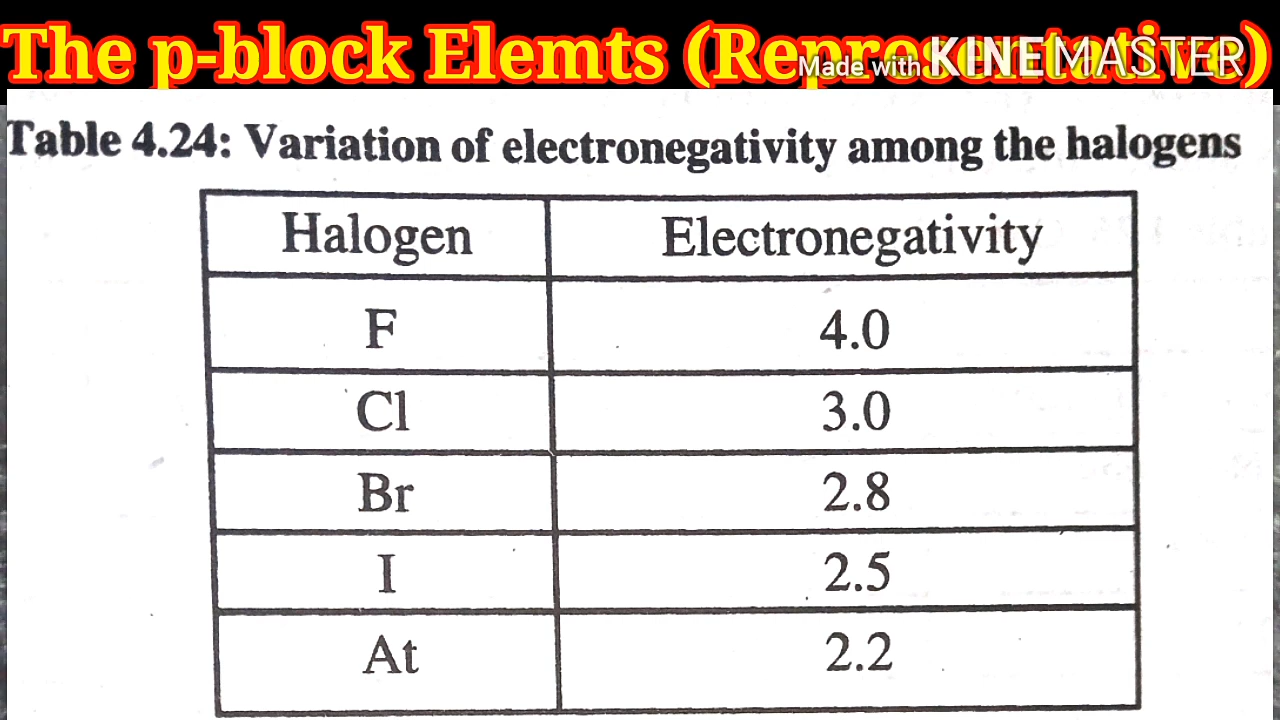 The p-block Elemts (Representative)
Made with KINEMASTER
Table 4.24: Variation of electronegativity among the halogens
Halogen Electronegativity
F 4.0
Cl 3.0
Br 2.8
I 2.5
At 2.2